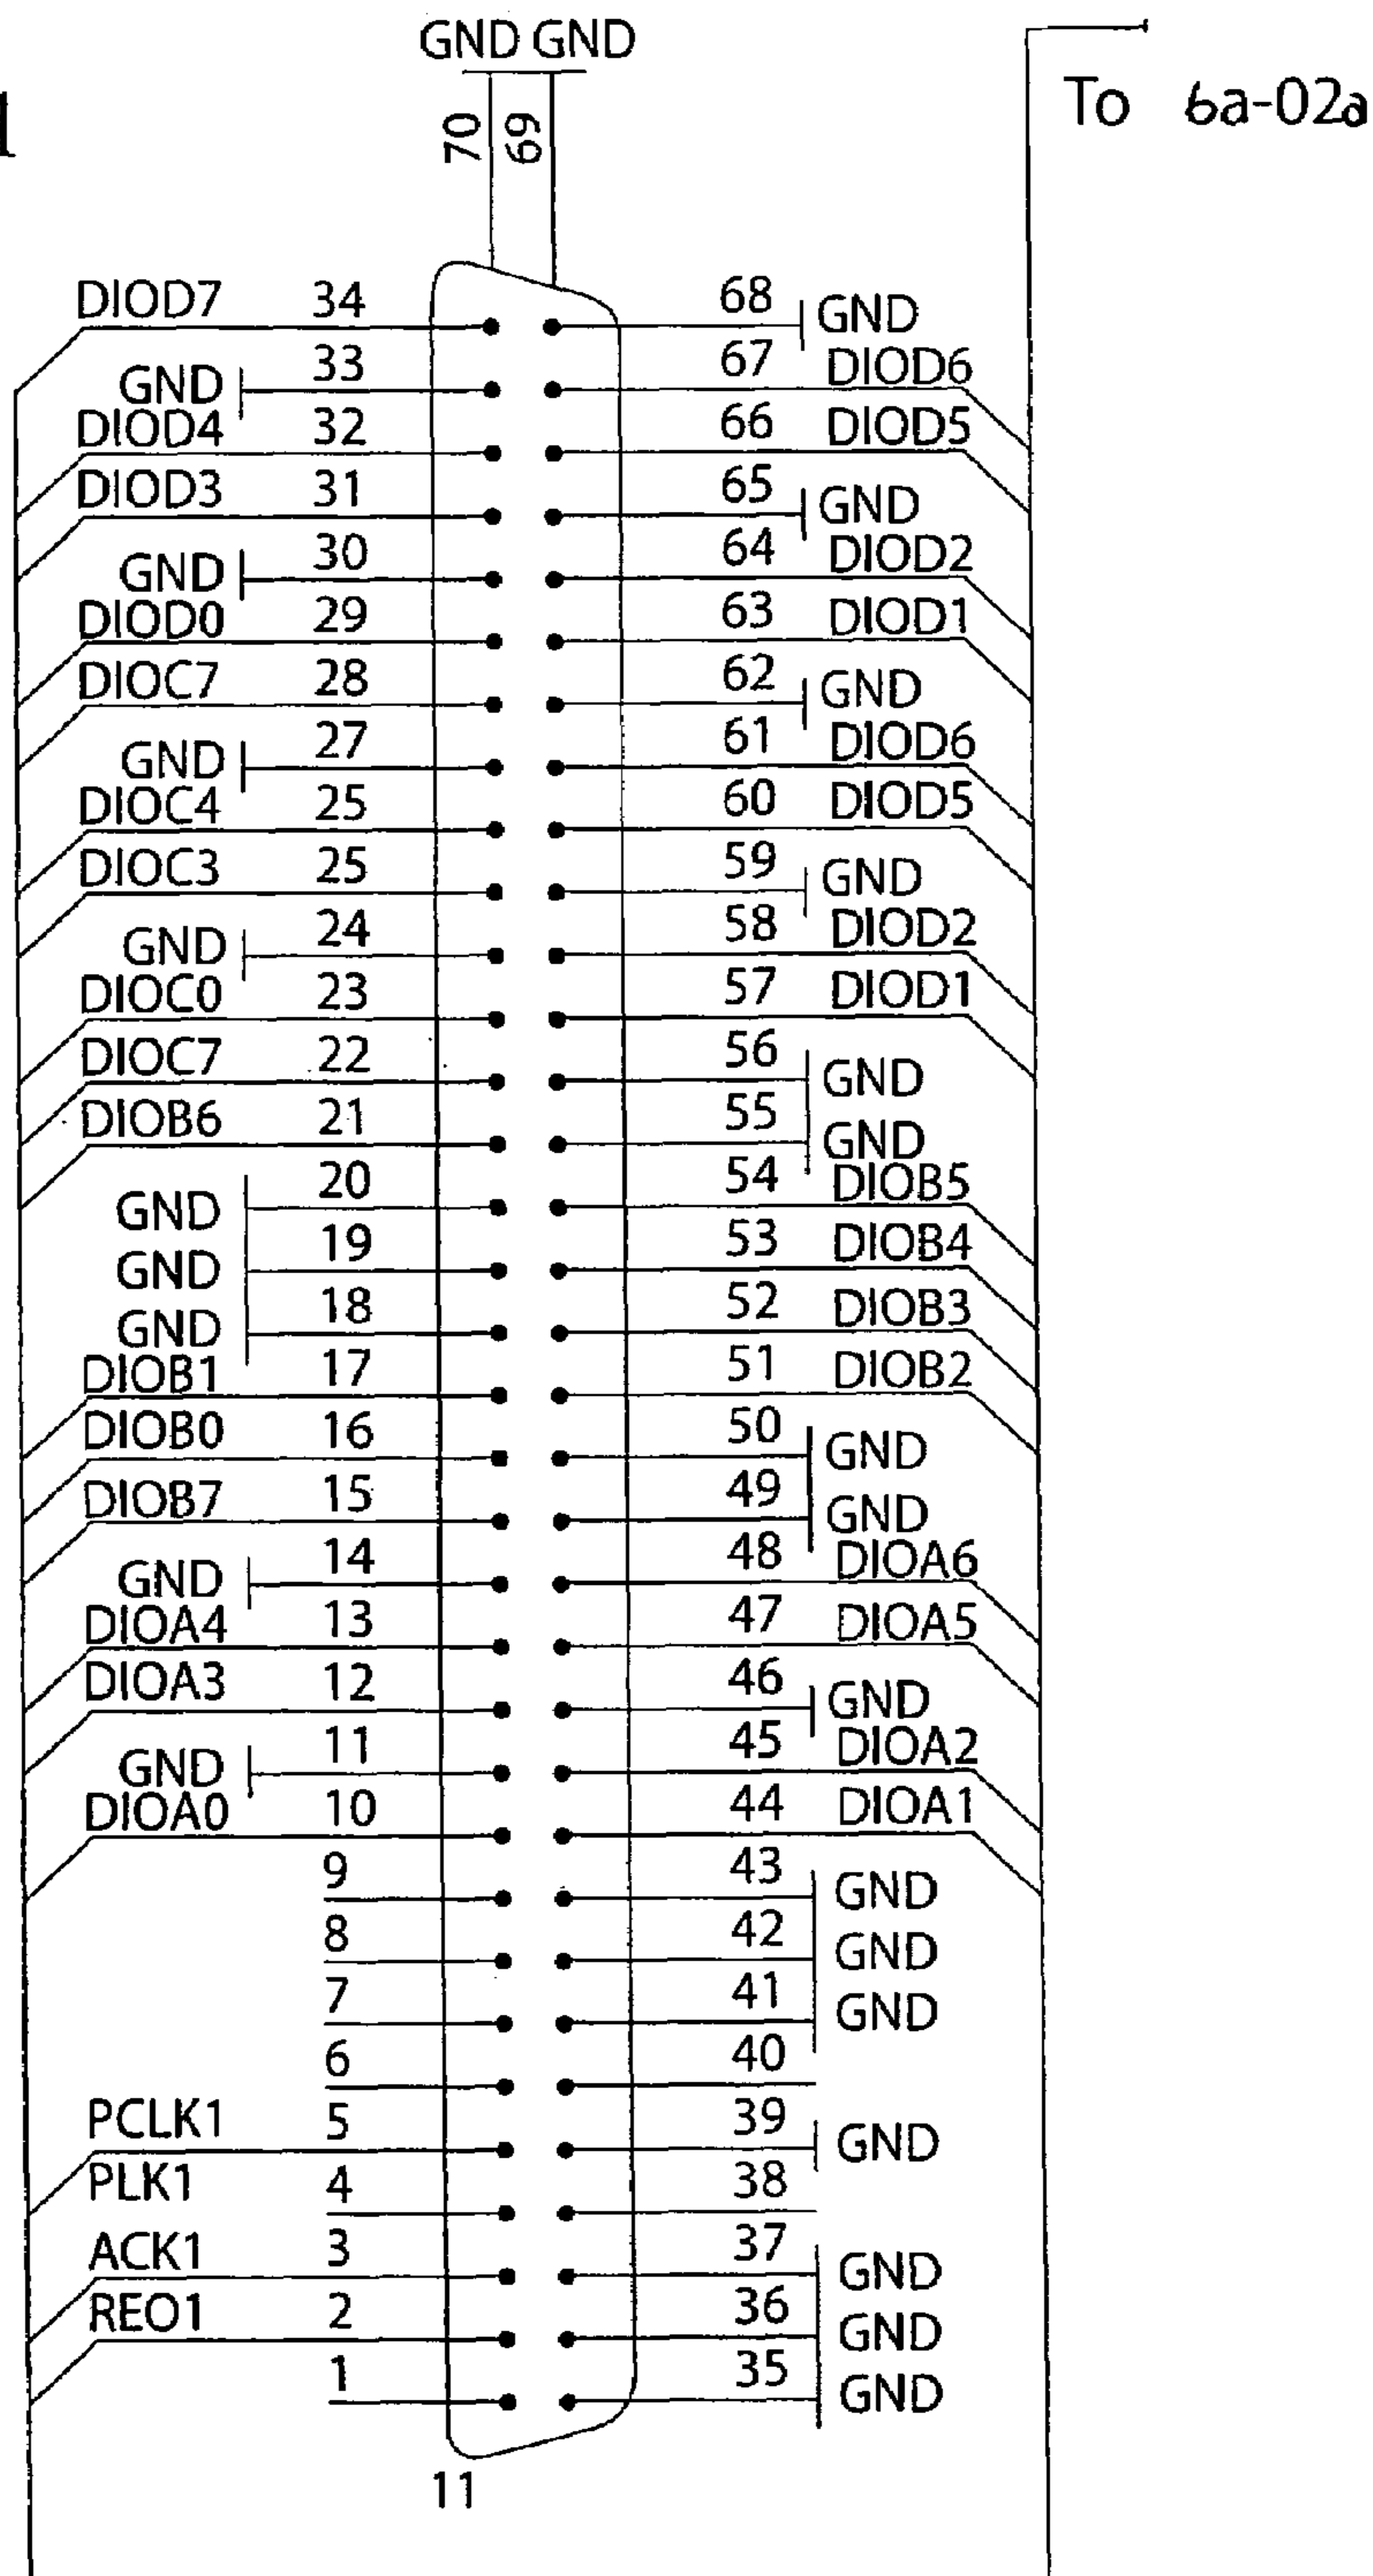 GND GND
1
To 6a-02a
70 69
DIOD7 34 68 GND
GND 33 67 DIOD6
DIOD4 32 66 DIOD5
DIOD3 31 65 GND
GND 30 64 DIOD2
DIOD0 29 63 DIOD1
DIOC7 28 62 GND
GND 27 61 DIOD6
DIOC4 25 60 DIOD5
DIOC3 25 59 GND
GND 24 58 DIOD2
DIOC0 23 57 DIOD1
DIOC7 22 56 GND
DIOB6 21 55 GND
GND 20 54 DIOB5
GND 19 53 DIOB4
GND 18 52 DIOB3
DIOB1 17 51 DIOB2
DIOB0 16 50 GND
DIOB7 15 49 GND
GND 14 48 DIOA6
DIOA4 13 47 DIOA5
DIOA3 12 46 GND
GND 11 45 DIOA2
DIOA0 10 44 DIOA1
9 43 GND
8 42 GND
7 41 GND
6 40
PCLK1 5 39 GND
PLK1 4 38
ACK1 3 37 GND
REO1 2 36 GND
1 35 GND
11